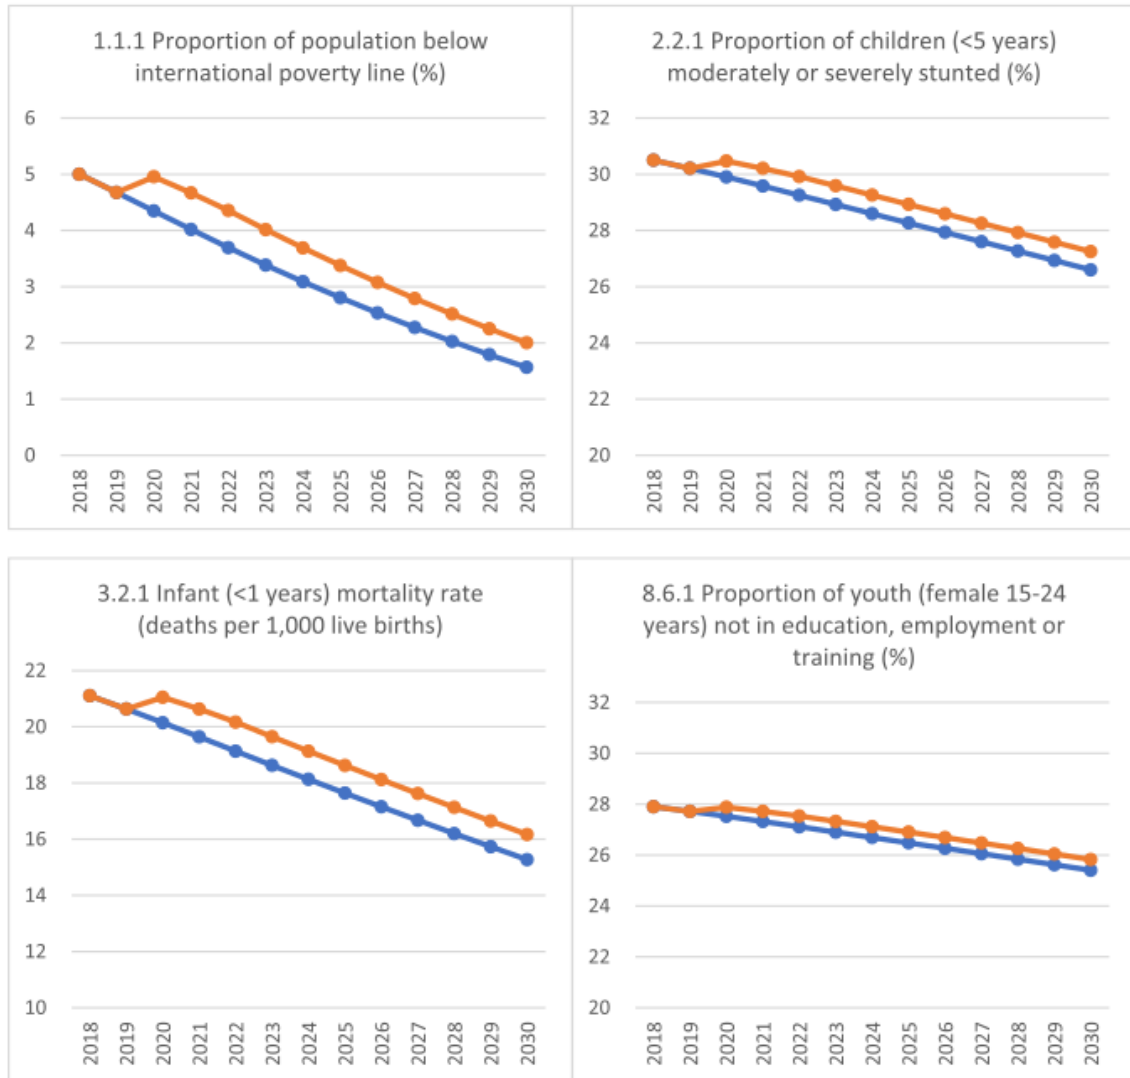 1.1.1 Proportion of population below
international poverty line (%)
6
5
4
3
2
1
0
2018 2019 2020 2021 2022 2023 2024 2025 2026 2027 2028 2029 2030
2.2.1 Proportion of children (<5 years)
moderately or severely stunted (%)
32
30
28
26
24
22
20
2018 2019 2020 2021 2022 2023 2024 2025 2026 2027 2028 2029 2030
3.2.1 Infant (<1 years) mortality rate
(deaths per 1,000 live births)
22
20
18
16
14
12
10
2018 2019 2020 2021 2022 2023 2024 2025 2026 2027 2028 2029 2030
8.6.1 Proportion of youth (female 15-24
years) not in education, employment or
training (%)
32
30
28
26
24
22
20
2018 2019 2020 2021 2022 2023 2024 2025 2026 2027 2028 2029 2030